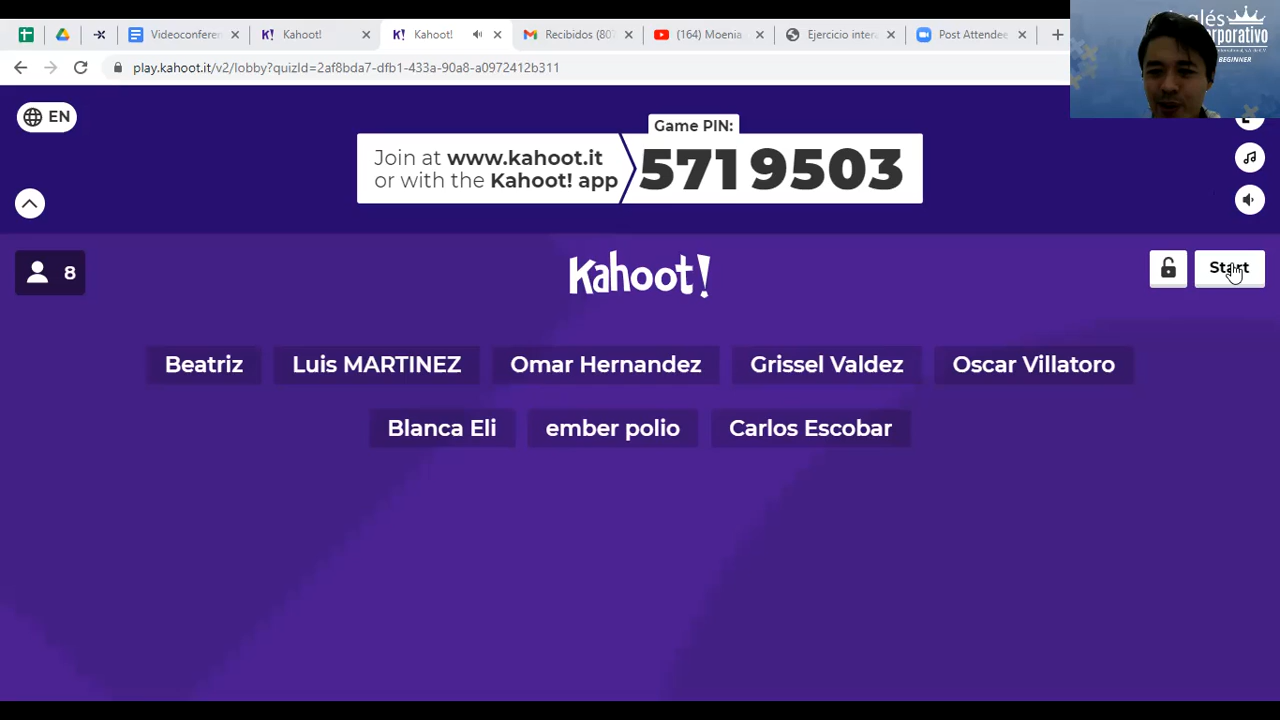 Videoconferen
Kahoot!
Kahoot!
Recibidos (80
(164) Moenia
Ejercicio inter
Post Attendee
play.kahoot.it/v2/lobby?quizId=2af8bda7-dfb1-433a-90a8-a0972412b311
BEGINNER
EN
Game PIN:
Join at www.kahoot.it
or with the Kahoot! app
571 9503
8
Kahoot!
Start
Beatriz
Luis MARTINEZ
Omar Hernandez
Grissel Valdez
Oscar Villatoro
Blanca Eli
ember polio
Carlos Escobar